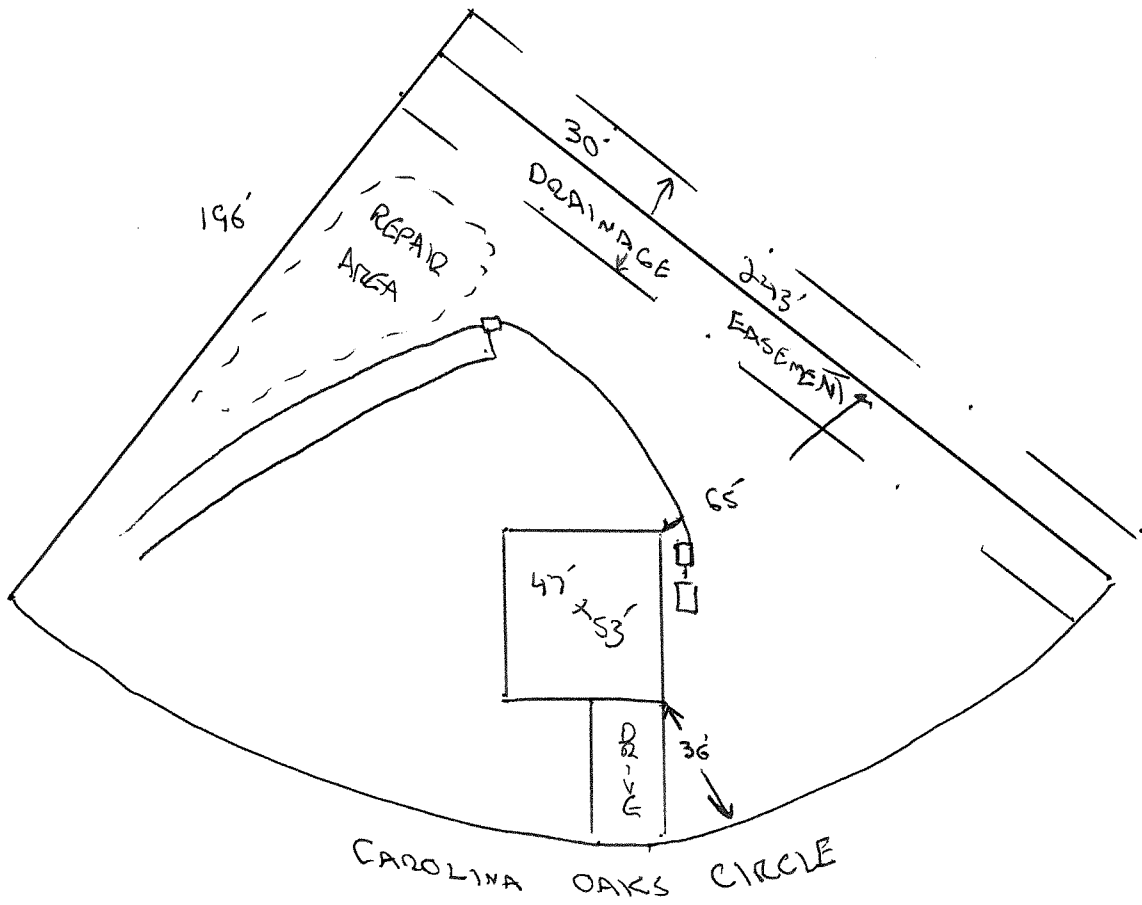 30'
DRAINAGE
196'
REPAIR
AREA
243'
EASEMENT
65'
47'
x 53'
DRIVE
36'
CAROLINA OAKS CIRCLE